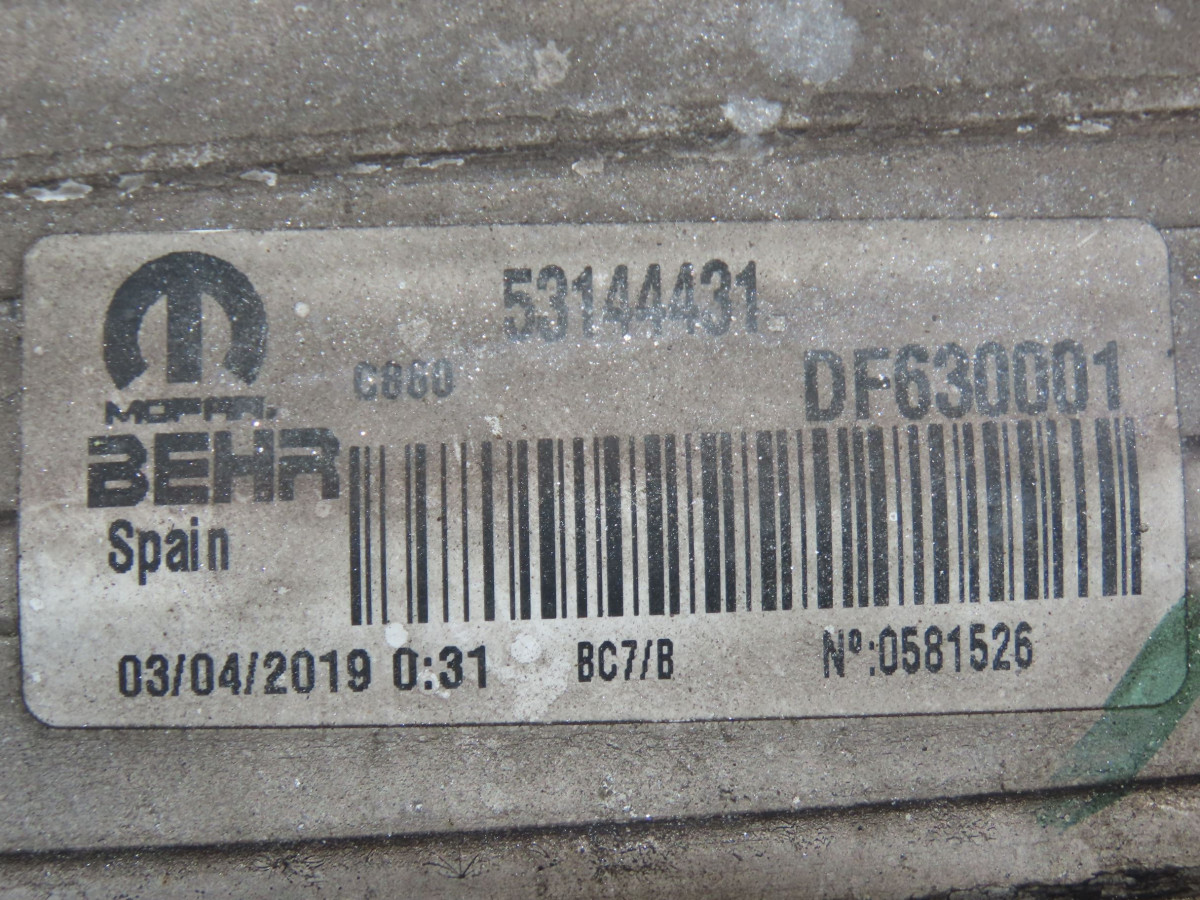 53144431
C860
DF630001
MOPAR.
BEHR
Spain
03/04/2019 0:31
BC7/B
Nº:0581526